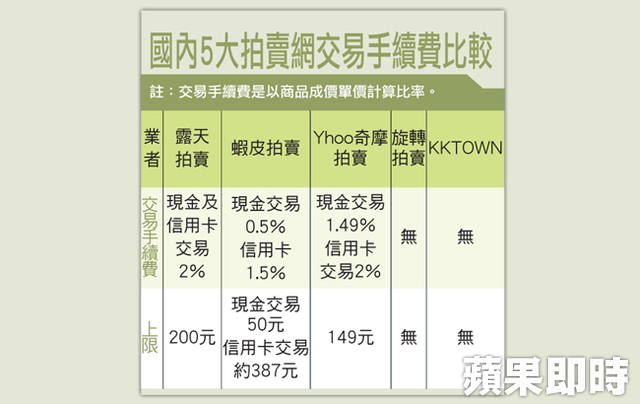 國內5大拍賣網交易手續費比較
註：交易手續費是以商品成價單價計算比率。
業者
露天
拍賣
蝦皮拍賣
Yhoo奇摩
拍賣
旋轉
拍賣
KKTOWN
交易手續費
現金及
信用卡
交易
2%
現金交易
0.5%
信用卡
1.5%
現金交易
1.49%
信用卡
交易2%
無
無
上限
200元
現金交易
50元
信用卡交易
約387元
149元
無
無
蘋果即時